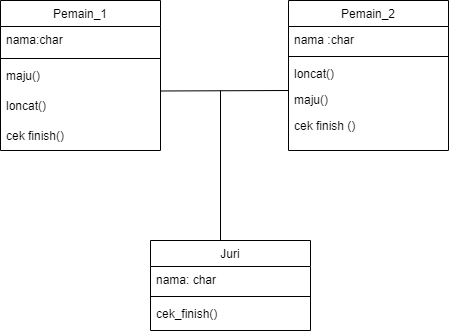 Pemain_1
nama:char
maju()
loncat()
cek finish()
Pemain_2
nama :char
loncat()
maju()
cek finish ()
Juri
nama: char
cek_finish()